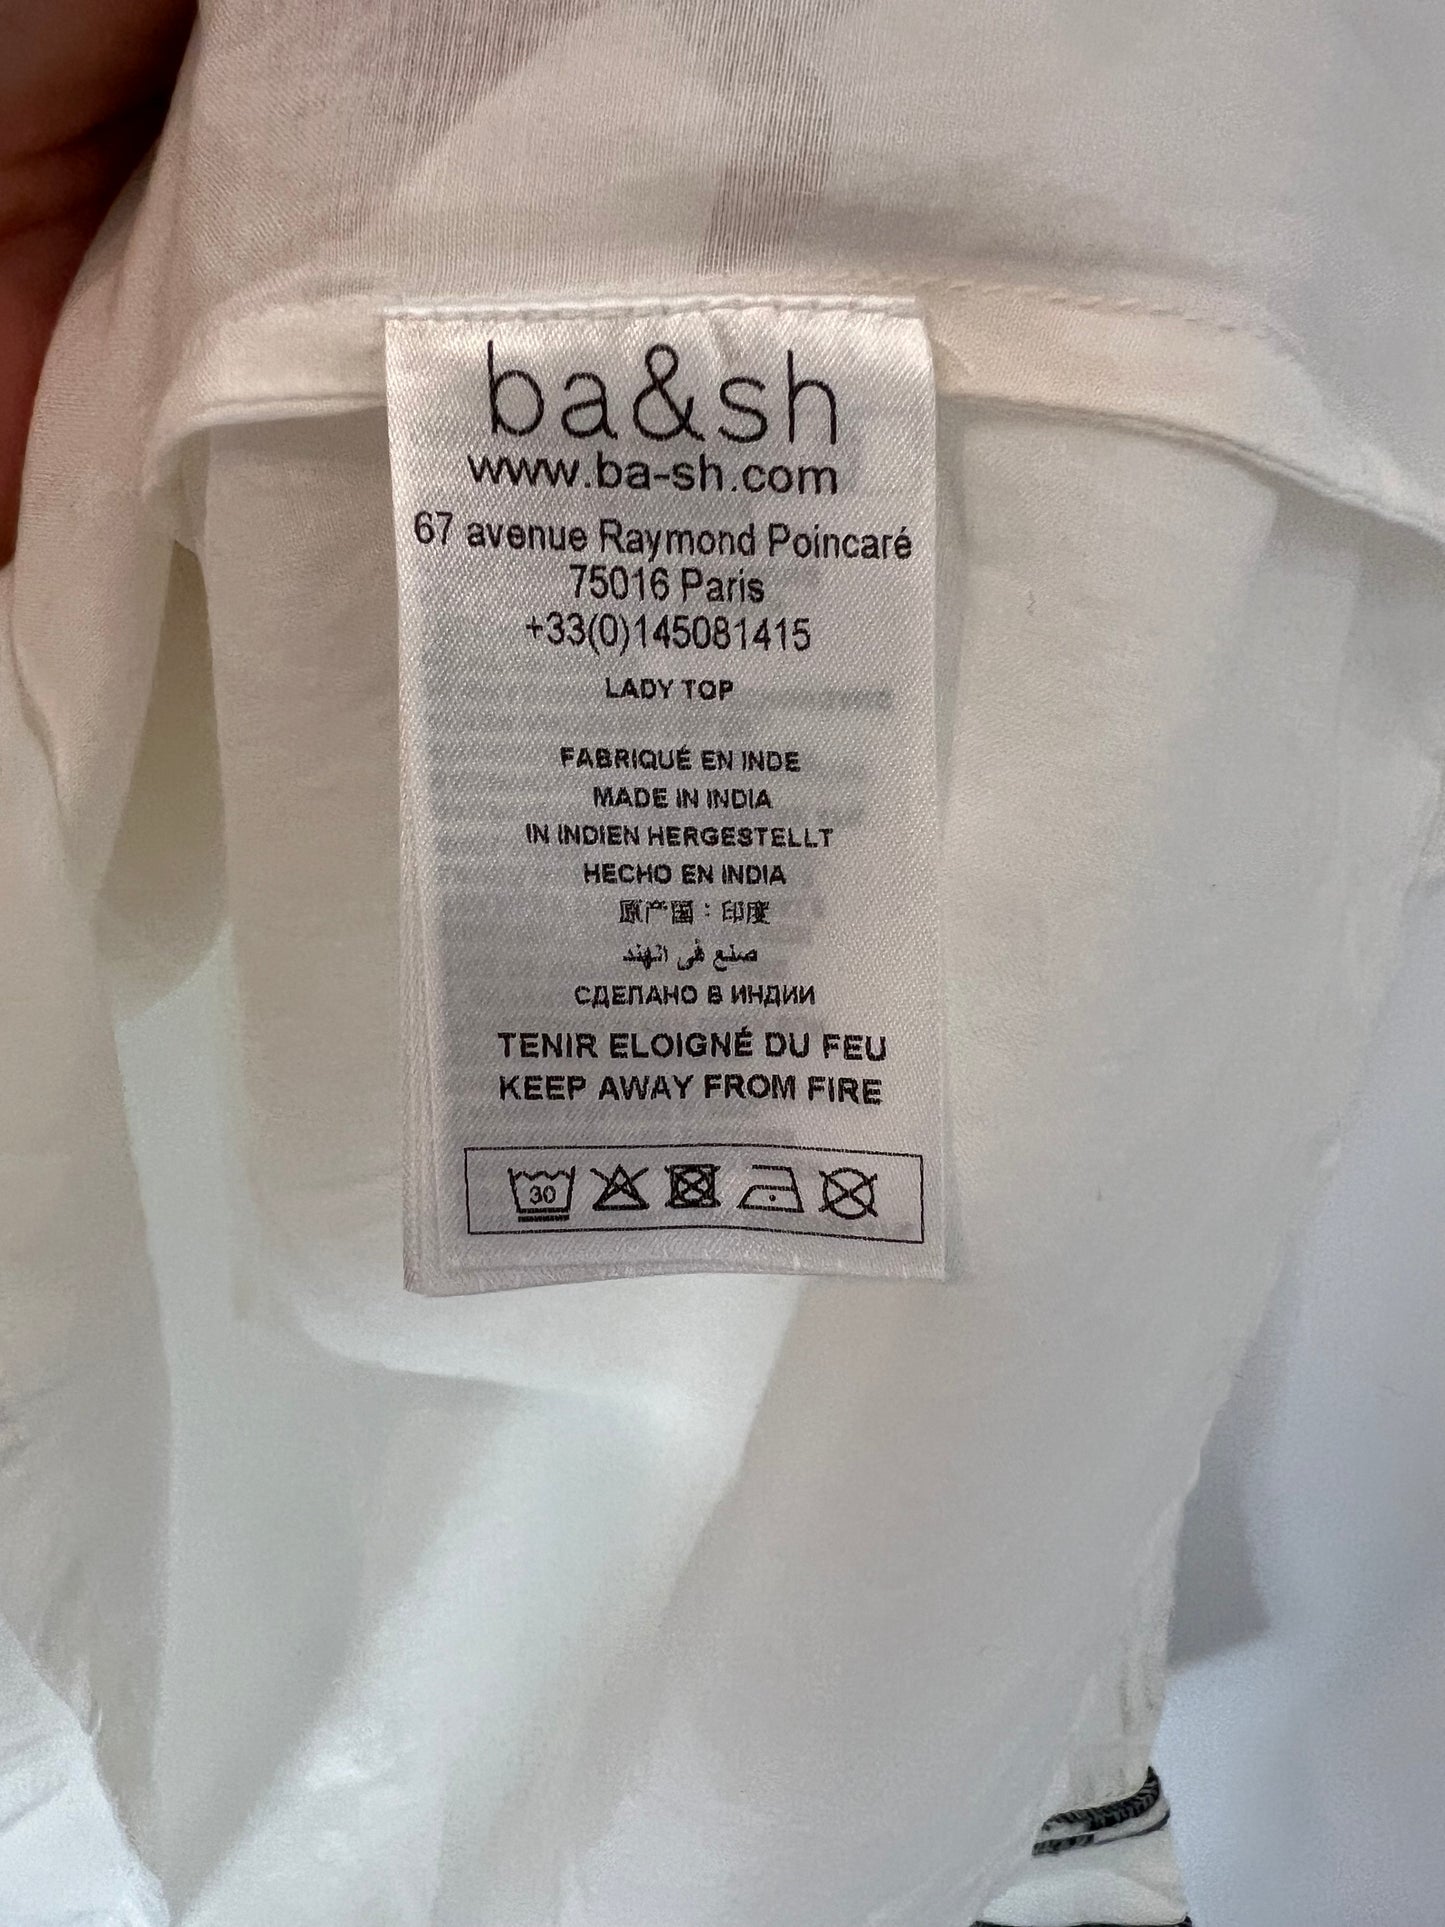 ba&sh
www.ba-sh.com
67 avenue Raymond Poincaré
75016 Paris
+33(0)145081415
LADY TOP
FABRIQUÉ EN INDE
MADE IN INDIA
IN INDIEN HERGESTELLT
HECHO EN INDIA
原产国：印度
صنع في الهند
СДЕЛАНО В ИНДИИ
TENIR ELOIGNÉ DU FEU
KEEP AWAY FROM FIRE
30